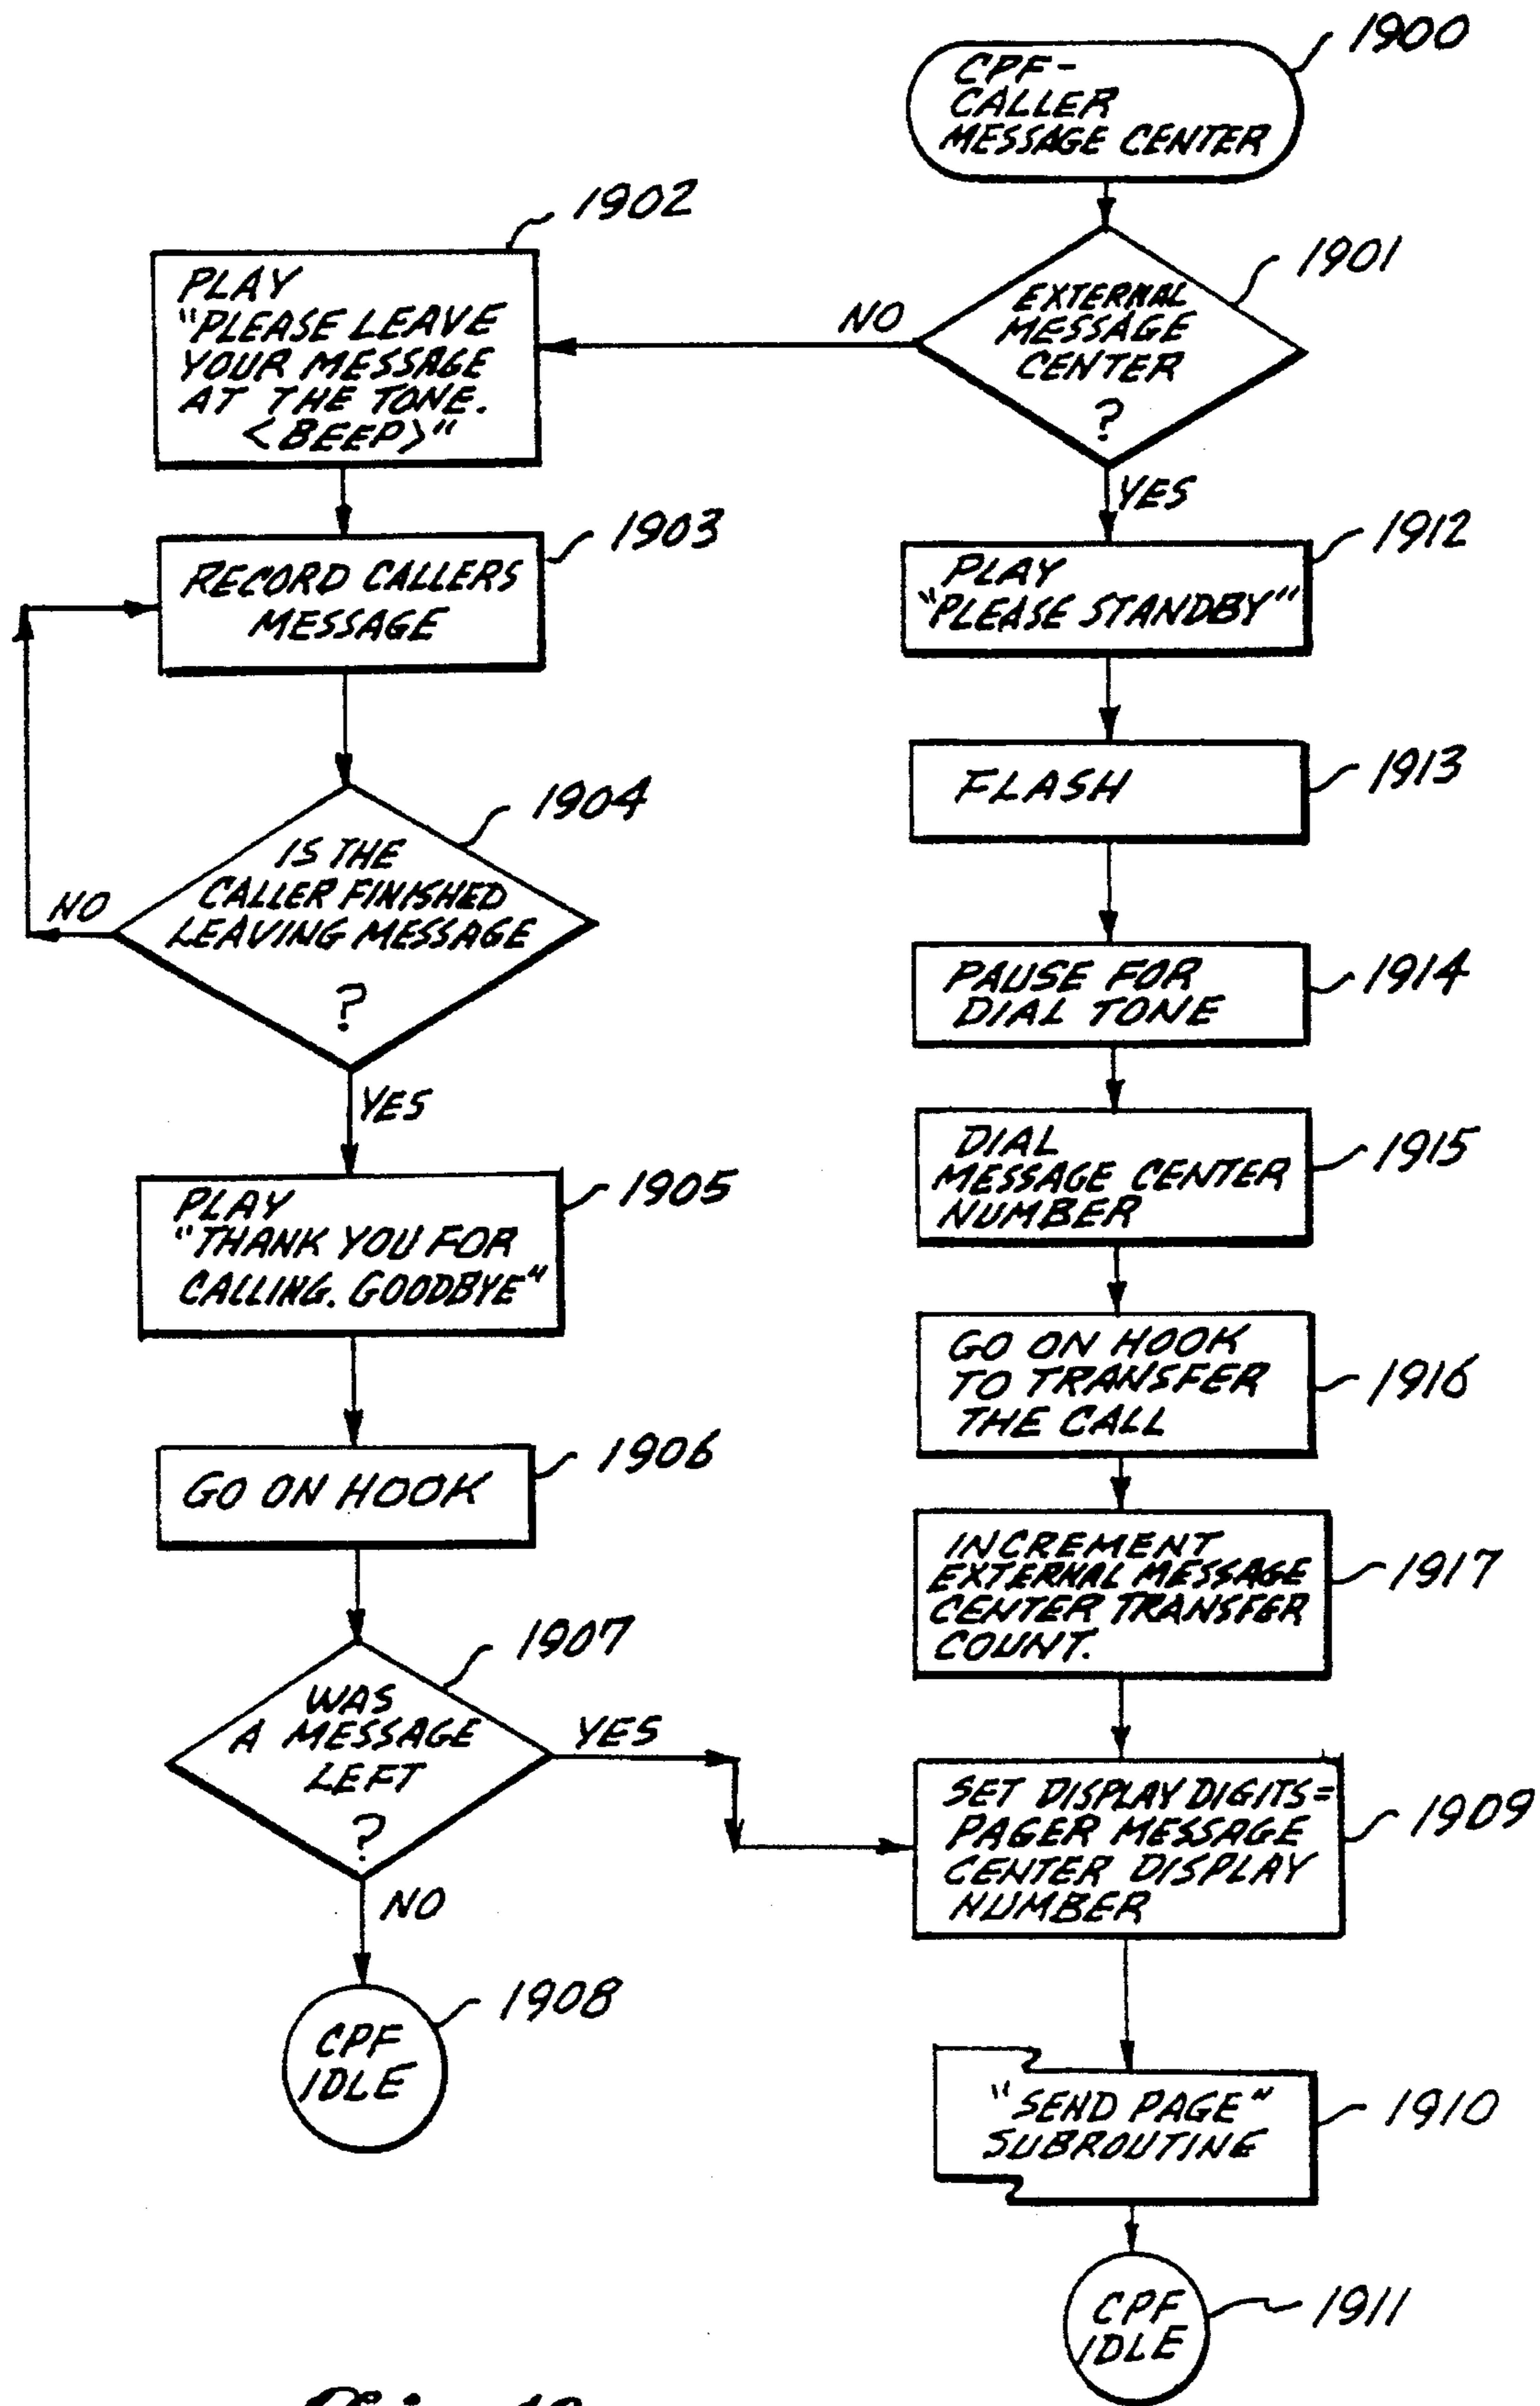 1900
CPF-
CALLER
MESSAGE CENTER
1901
EXTERNAL
MESSAGE
CENTER
?
NO
YES
1902
PLAY
"PLEASE LEAVE
YOUR MESSAGE
AT THE TONE.
<BEEP>"
1903
RECORD CALLERS
MESSAGE
1904
IS THE
CALLER FINISHED
LEAVING MESSAGE
?
NO
YES
1905
PLAY
"THANK YOU FOR
CALLING. GOODBYE"
1906
GO ON HOOK
1907
WAS
A MESSAGE
LEFT
?
YES
NO
1908
CPF
IDLE
1912
PLAY
"PLEASE STANDBY"
1913
FLASH
1914
PAUSE FOR
DIAL TONE
1915
DIAL
MESSAGE CENTER
NUMBER
1916
GO ON HOOK
TO TRANSFER
THE CALL
1917
INCREMENT
EXTERNAL MESSAGE
CENTER TRANSFER
COUNT.
1909
SET DISPLAY DIGITS=
PAGER MESSAGE
CENTER DISPLAY
NUMBER
1910
"SEND PAGE"
SUBROUTINE
1911
CPF
IDLE